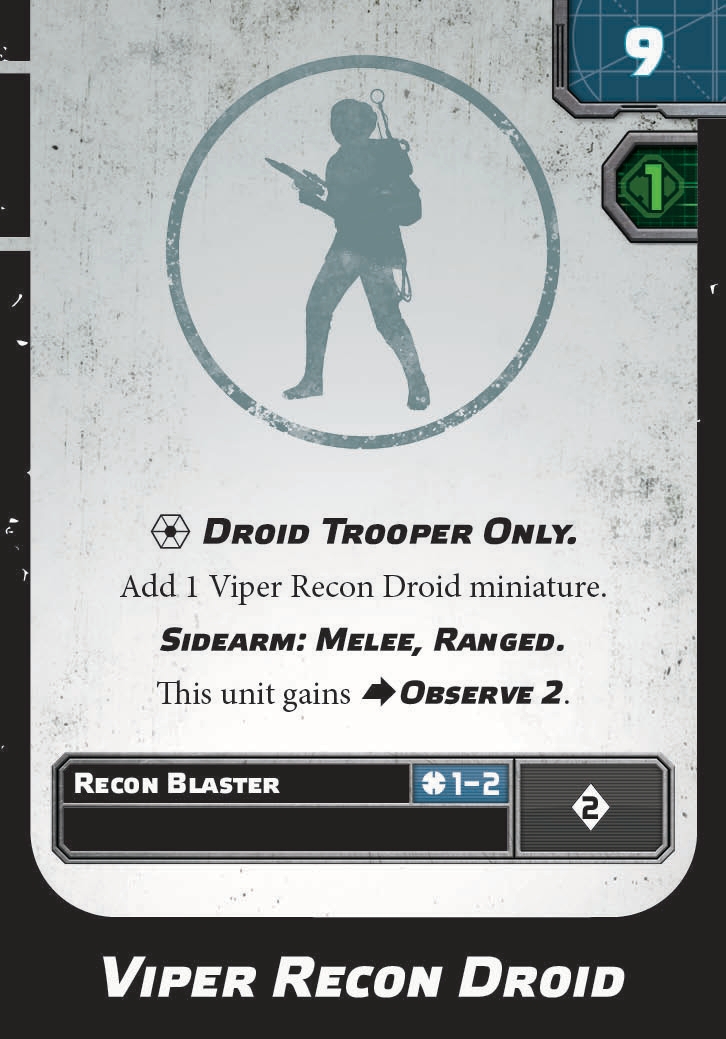 9
1
Droid Trooper Only.
Add 1 Viper Recon Droid miniature.
Sidearm: Melee, Ranged.
This unit gains Observe 2.
Recon Blaster
1–2
2
Viper Recon Droid